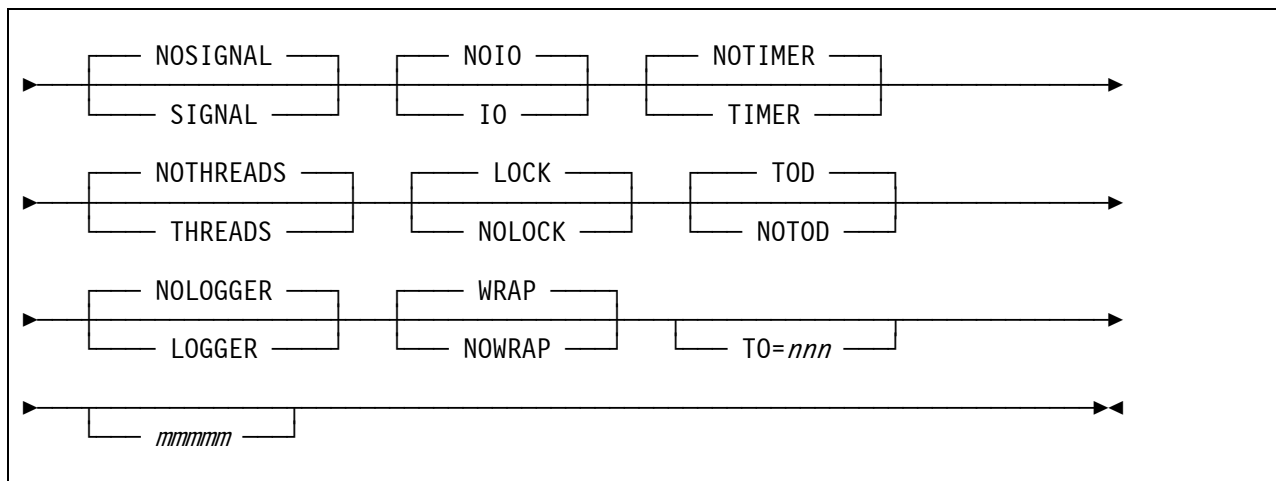 NOSIGNAL NOIO NOTIMER
SIGNAL IO TIMER
NOTHREADS LOCK TOD
THREADS NOLOCK NOTOD
NOLOGGER WRAP
LOGGER NOWRAP TO=nnn
mmmmm